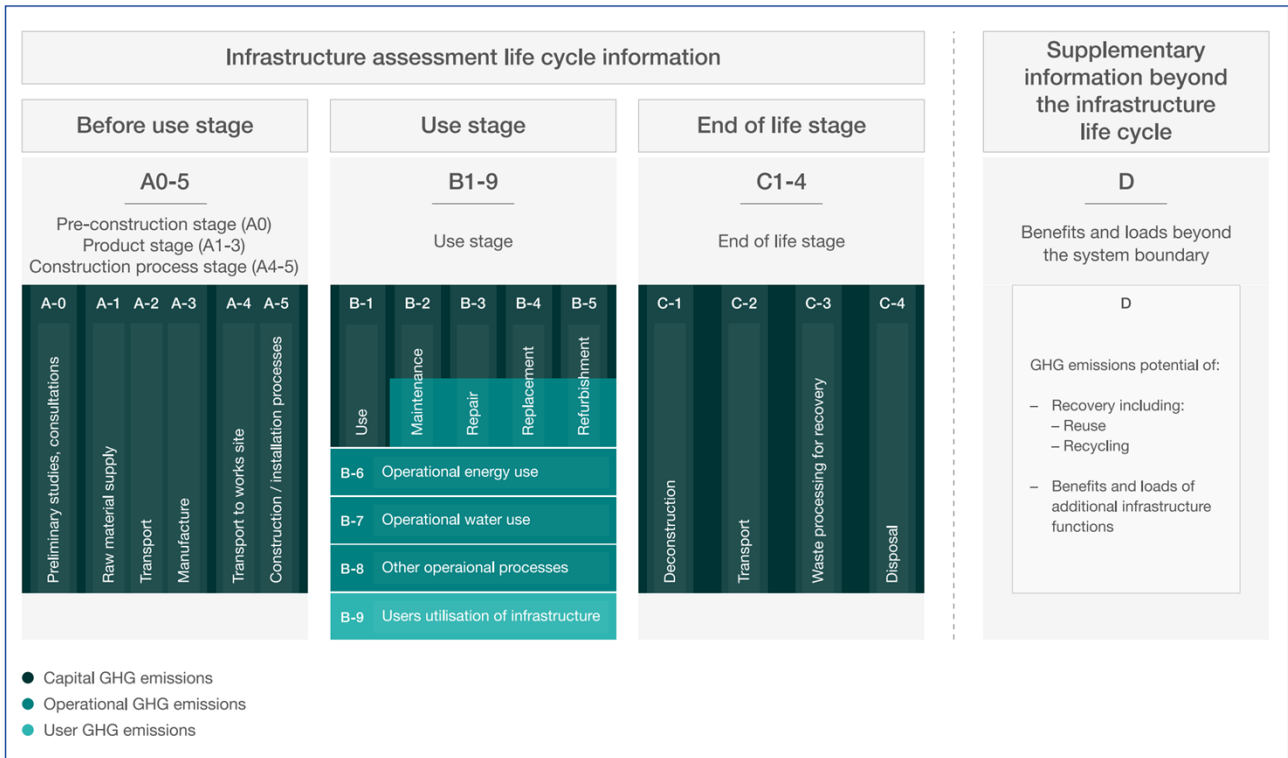 Infrastructure assessment life cycle information
Before use stage
A0-5
Pre-construction stage (A0)
Product stage (A1-3)
Construction process stage (A4-5)
A-0
A-1
A-2
A-3
A-4
A-5
Preliminary studies, consultations
Raw material supply
Transport
Manufacture
Transport to works site
Construction / installation processes
Use stage
B1-9
Use stage
B-1
B-2
B-3
B-4
B-5
Use
Maintenance
Repair
Replacement
Refurbishment
B-6 Operational energy use
B-7 Operational water use
B-8 Other operaional processes
B-9 Users utilisation of infrastructure
End of life stage
C1-4
End of life stage
C-1
C-2
C-3
C-4
Deconstruction
Transport
Waste processing for recovery
Disposal
Supplementary
information beyond
the infrastructure
life cycle
D
Benefits and loads beyond
the system boundary
D
GHG emissions potential of:
– Recovery including:
– Reuse
– Recycling
– Benefits and loads of
additional infrastructure
functions
Capital GHG emissions
Operational GHG emissions
User GHG emissions